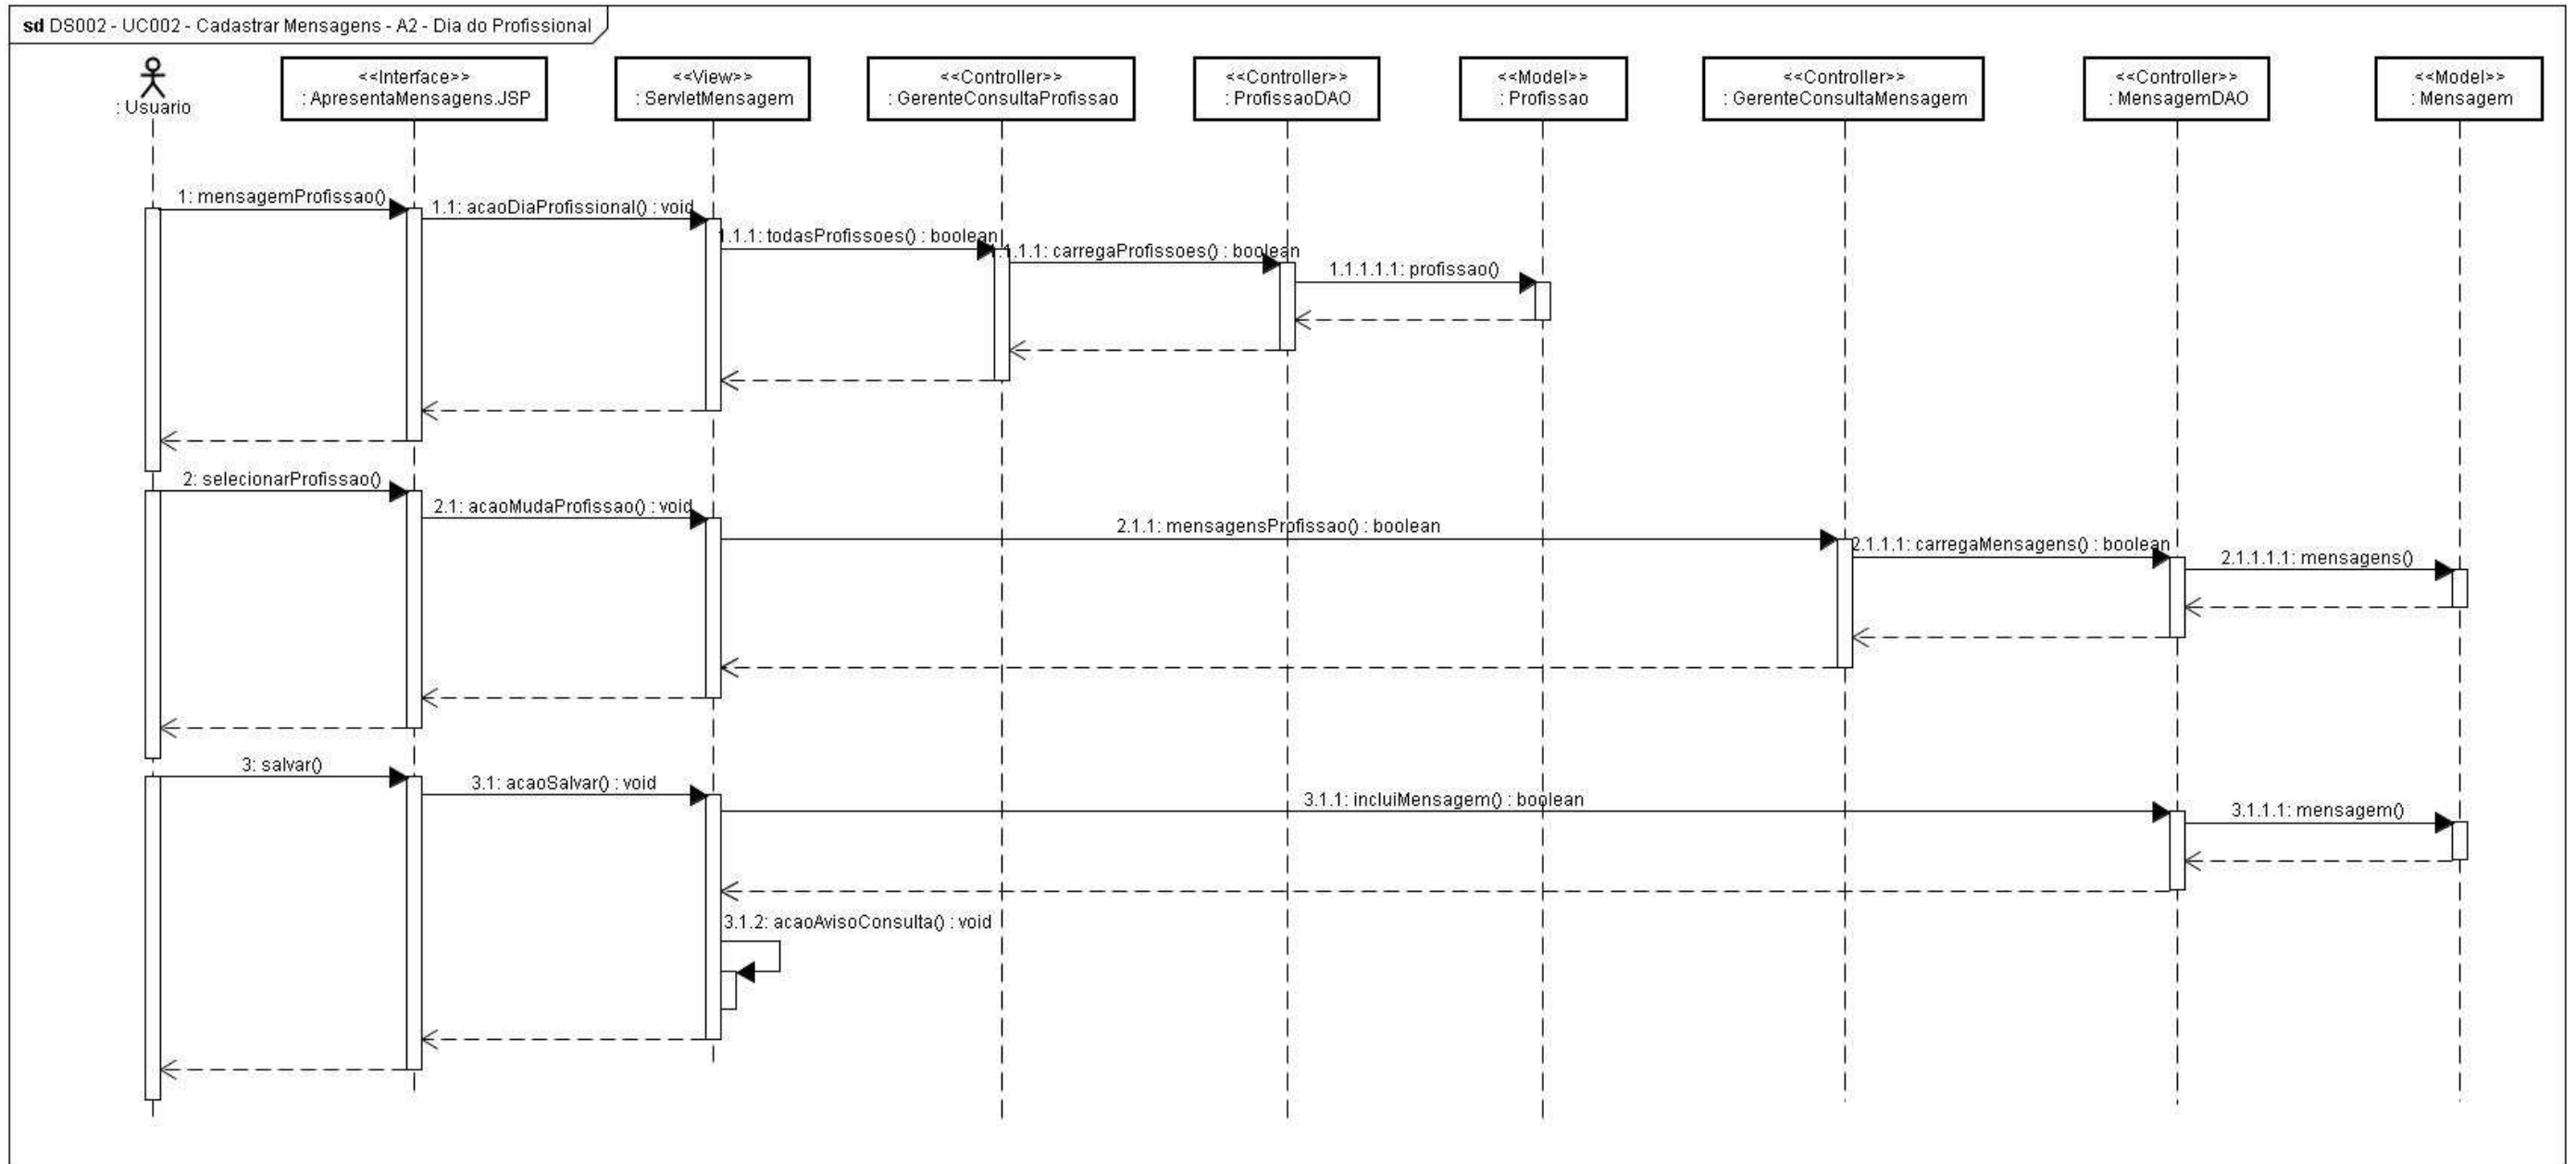 sd DS002 - UC002 - Cadastrar Mensagens - A2 - Dia do Profissional
: Usuario
<<Interface>>
: ApresentaMensagens.JSP
<<View>>
: ServletMensagem
<<Controller>>
: GerenteConsultaProfissao
<<Controller>>
: ProfissaoDAO
<<Model>>
: Profissao
<<Controller>>
: GerenteConsultaMensagem
<<Controller>>
: MensagemDAO
<<Model>>
: Mensagem
1: mensagemProfissao()
1.1: acaoDiaProfissional() : void
1.1.1: todasProfissoes() : boolean
1.1.1.1: carregaProfissoes() : boolean
1.1.1.1.1: profissao()
2: selecionarProfissao()
2.1: acaoMudaProfissao() : void
2.1.1: mensagensProfissao() : boolean
2.1.1.1: carregaMensagens() : boolean
2.1.1.1.1: mensagens()
3: salvar()
3.1: acaoSalvar() : void
3.1.1: incluiMensagem() : boolean
3.1.1.1: mensagem()
3.1.2: acaoAvisoConsulta() : void